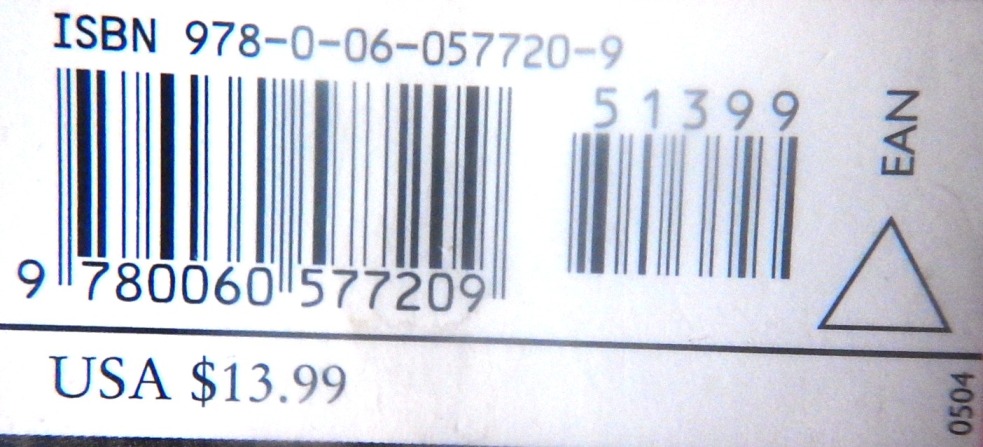 ISBN 978-0-06-057720-9
51399
EAN
9 780060 577209
USA $13.99
0504